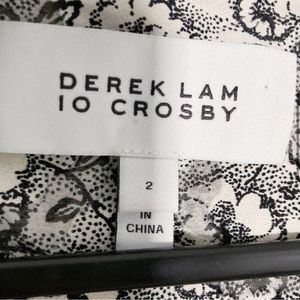 DEREK LAM
10 CROSBY
2
IN
CHINA